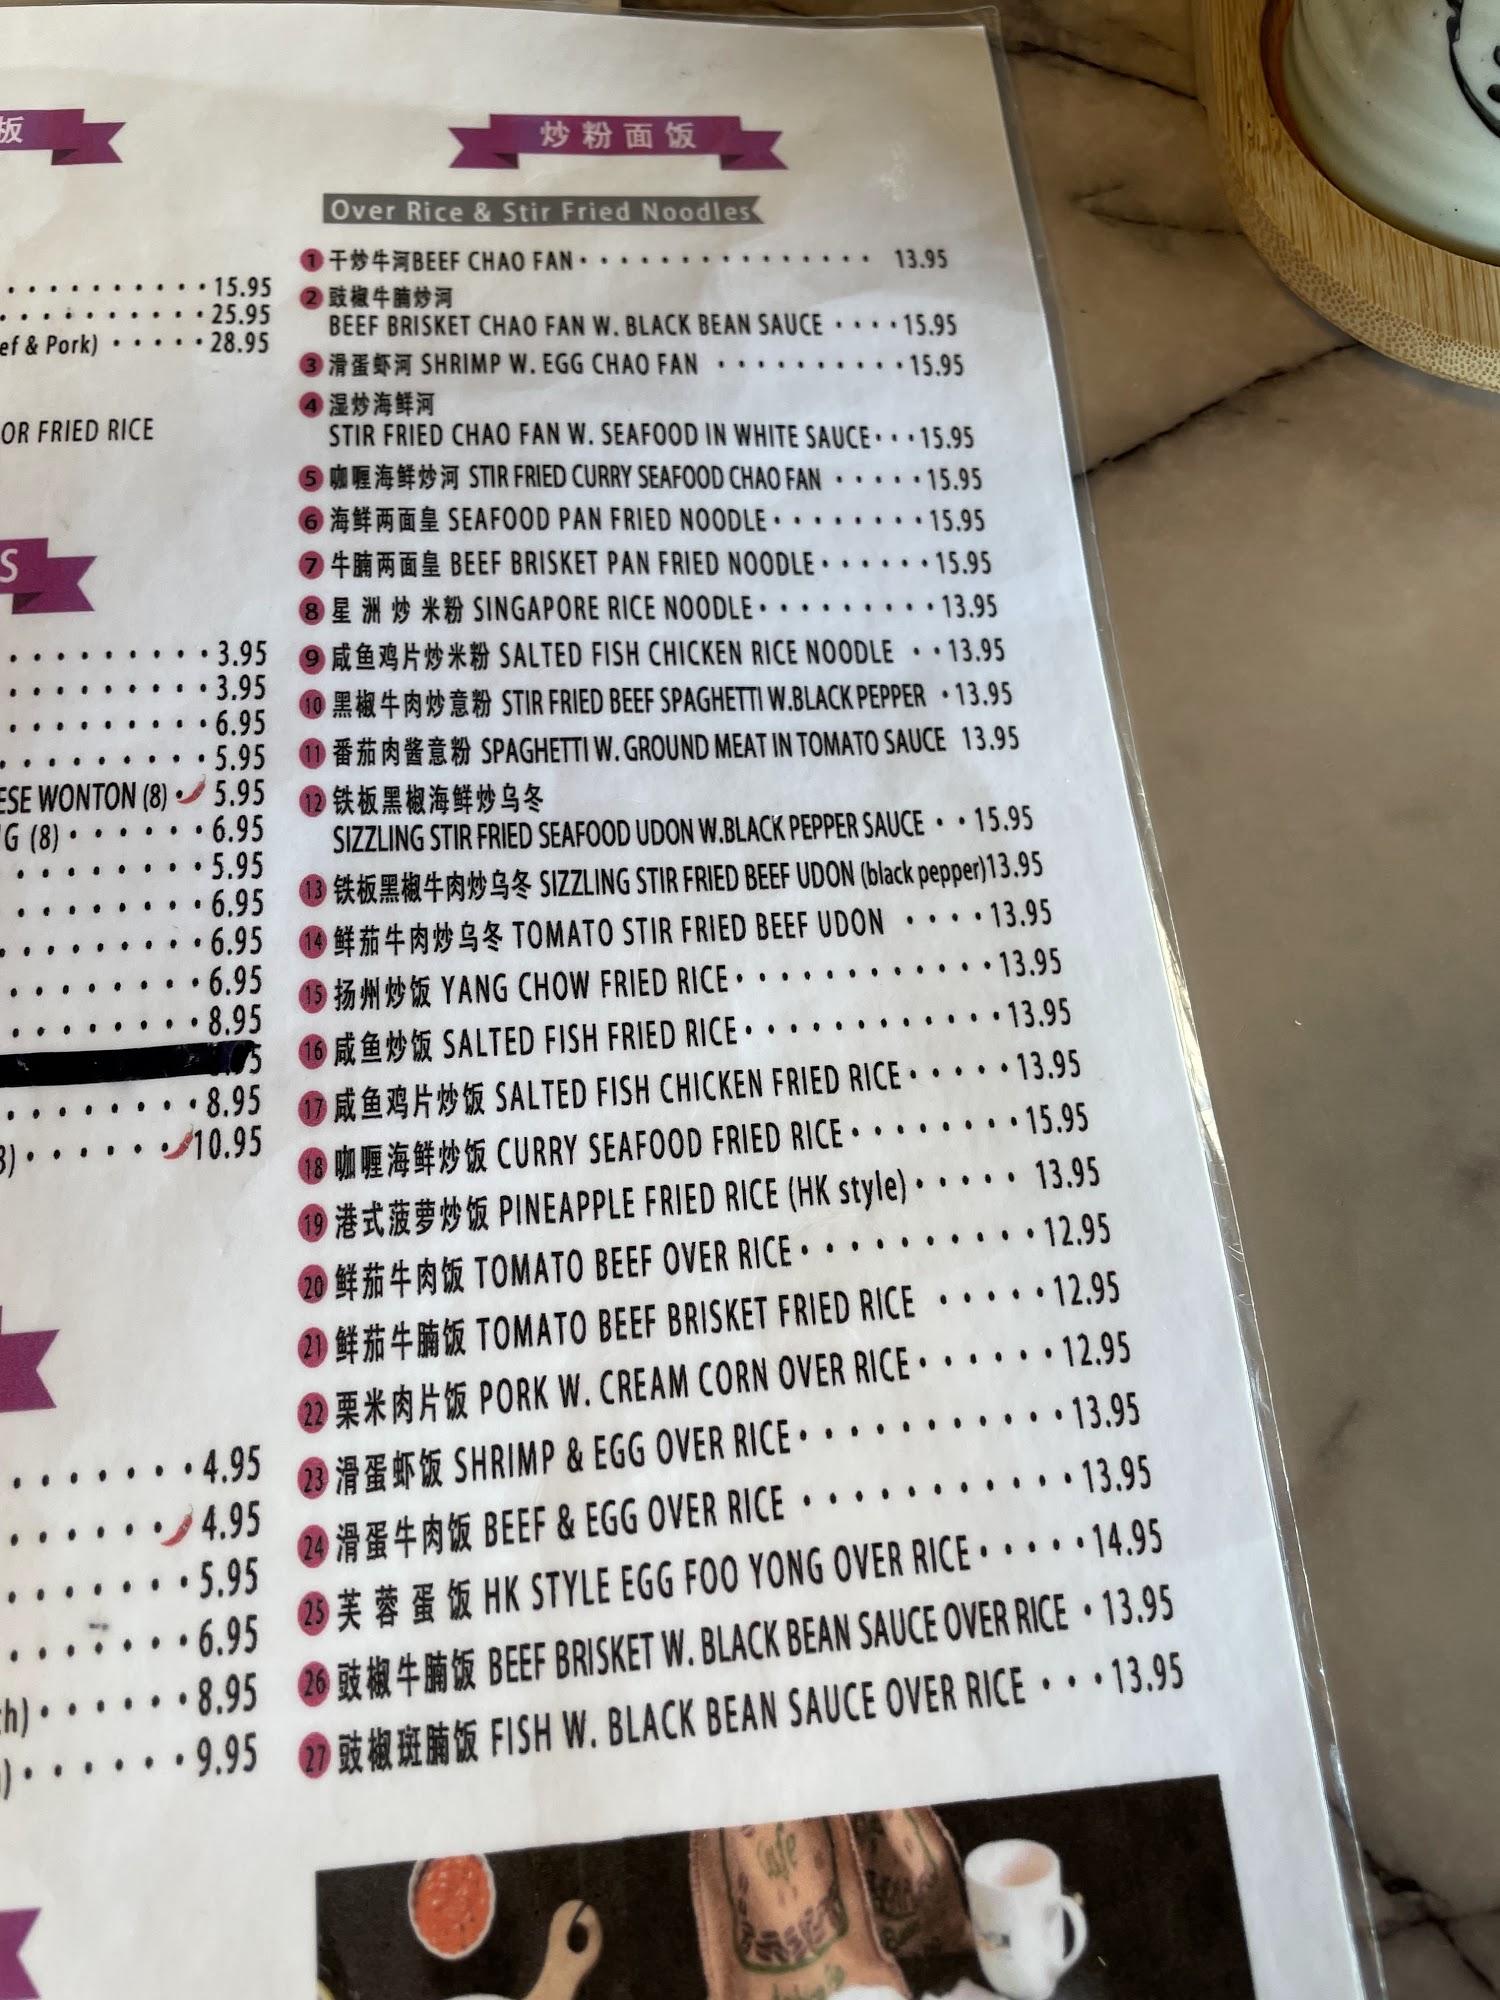 板
15.95
25.95
ef & Pork) 28.95
OR FRIED RICE
S
3.95
3.95
6.95
5.95
ESE WONTON (8) 5.95
G (8) 6.95
5.95
6.95
6.95
6.95
8.95
8.95
10.95
4.95
4.95
5.95
6.95
8.95
9.95
炒粉面饭
Over Rice & Stir Fried Noodles
1 干炒牛河BEEF CHAO FAN 13.95
2 豉椒牛腩炒河
BEEF BRISKET CHAO FAN W. BLACK BEAN SAUCE 15.95
3 滑蛋虾河 SHRIMP W. EGG CHAO FAN 15.95
4 湿炒海鲜河
STIR FRIED CHAO FAN W. SEAFOOD IN WHITE SAUCE 15.95
5 咖喱海鲜炒河 STIR FRIED CURRY SEAFOOD CHAO FAN 15.95
6 海鲜两面皇 SEAFOOD PAN FRIED NOODLE 15.95
7 牛腩两面皇 BEEF BRISKET PAN FRIED NOODLE 15.95
8 星洲炒米粉 SINGAPORE RICE NOODLE 13.95
9 咸鱼鸡片炒米粉 SALTED FISH CHICKEN RICE NOODLE 13.95
10 黑椒牛肉炒意粉 STIR FRIED BEEF SPAGHETTI W.BLACK PEPPER 13.95
11 番茄肉酱意粉 SPAGHETTI W. GROUND MEAT IN TOMATO SAUCE 13.95
12 铁板黑椒海鲜炒乌冬
SIZZLING STIR FRIED SEAFOOD UDON W.BLACK PEPPER SAUCE 15.95
13 铁板黑椒牛肉炒乌冬 SIZZLING STIR FRIED BEEF UDON (black pepper)13.95
14 鲜茄牛肉炒乌冬 TOMATO STIR FRIED BEEF UDON 13.95
15 扬州炒饭 YANG CHOW FRIED RICE 13.95
16 咸鱼炒饭 SALTED FISH FRIED RICE 13.95
17 咸鱼鸡片炒饭 SALTED FISH CHICKEN FRIED RICE 13.95
18 咖喱海鲜炒饭 CURRY SEAFOOD FRIED RICE 15.95
19 港式菠萝炒饭 PINEAPPLE FRIED RICE (HK style) 13.95
20 鲜茄牛肉饭 TOMATO BEEF OVER RICE 12.95
21 鲜茄牛腩饭 TOMATO BEEF BRISKET FRIED RICE 12.95
22 栗米肉片饭 PORK W. CREAM CORN OVER RICE 12.95
23 滑蛋虾饭 SHRIMP & EGG OVER RICE 13.95
24 滑蛋牛肉饭 BEEF & EGG OVER RICE 13.95
25 芙蓉蛋饭 HK STYLE EGG FOO YONG OVER RICE 14.95
26 豉椒牛腩饭 BEEF BRISKET W. BLACK BEAN SAUCE OVER RICE 13.95
27 豉椒斑腩饭 FISH W. BLACK BEAN SAUCE OVER RICE 13.95